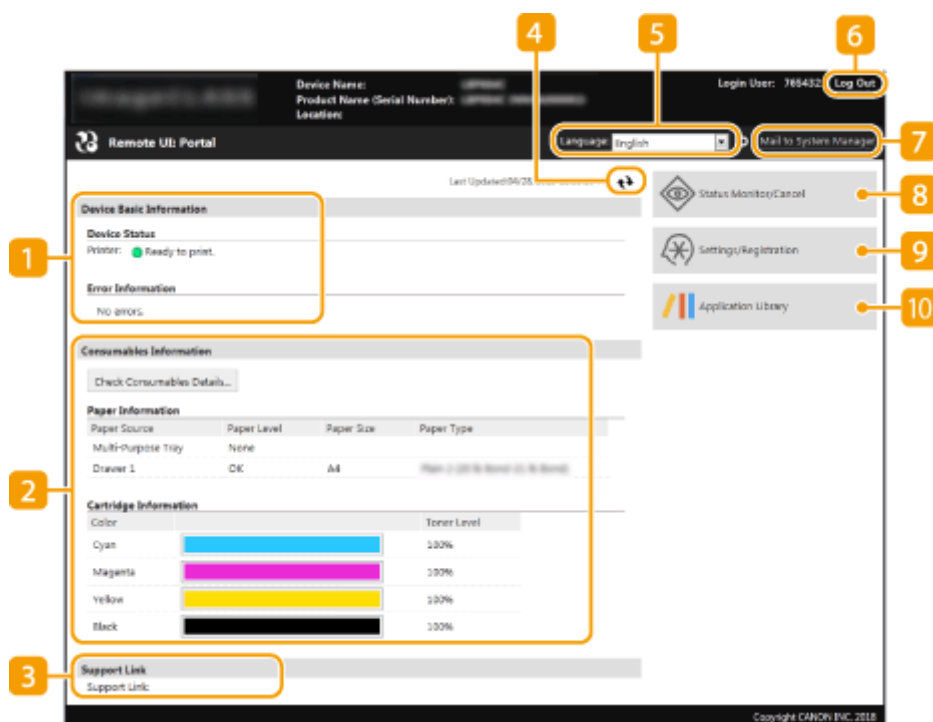 4 5 6
Device Name:
Login User: 765432 Log Out
Product Name (Serial Number):
Location:
Remote UI: Portal
Language: English
Mail to System Manager
7
Last Updated:04/28,
Status Monitor/Cancel
8
Device Basic Information
Device Status
1
Printer: Ready to print.
Settings/Registration
9
Error Information
No errors.
Application Library
10
Consumables Information
Check Consumables Details...
Paper Information
Paper Source Paper Level Paper Size Paper Type
Multi-Purpose Tray None
Drawer 1 OK A4
2
Cartridge Information
Color Toner Level
Cyan 100%
Magenta 100%
Yellow 100%
Black 100%
3
Support Link
Support Link:
Copyright CANON INC. 2018